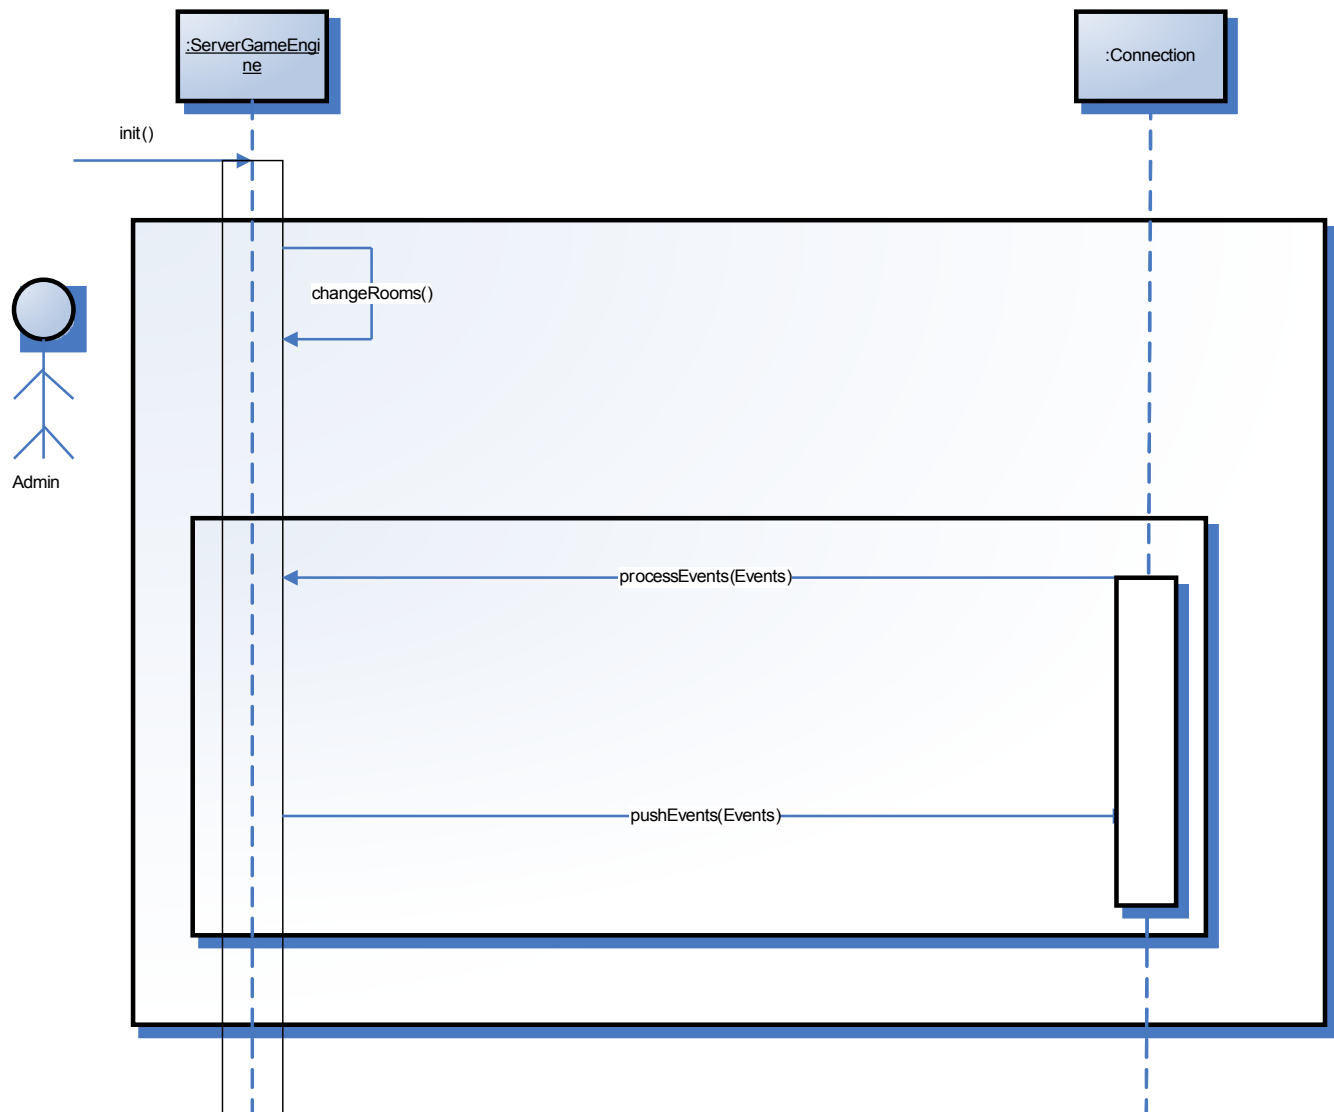 :ServerGameEngi
ne
:Connection
init()
changeRooms()
Admin
processEvents(Events)
pushEvents(Events)